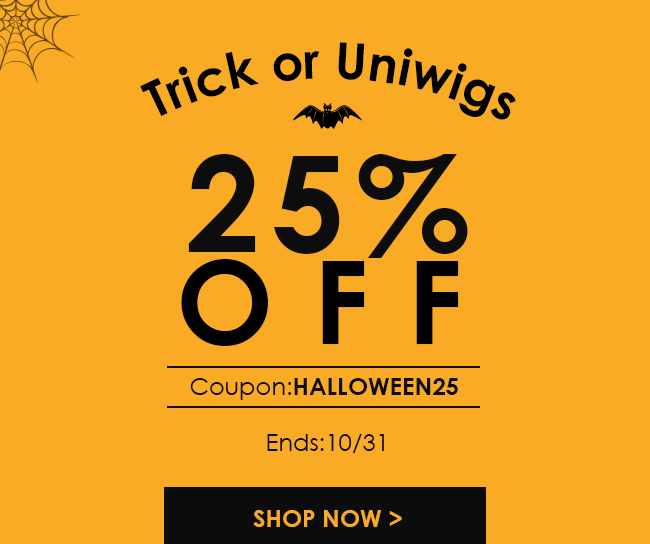 Trick or Uniwigs
25%
OFF
Coupon:HALLOWEEN25
Ends:10/31
SHOP NOW >